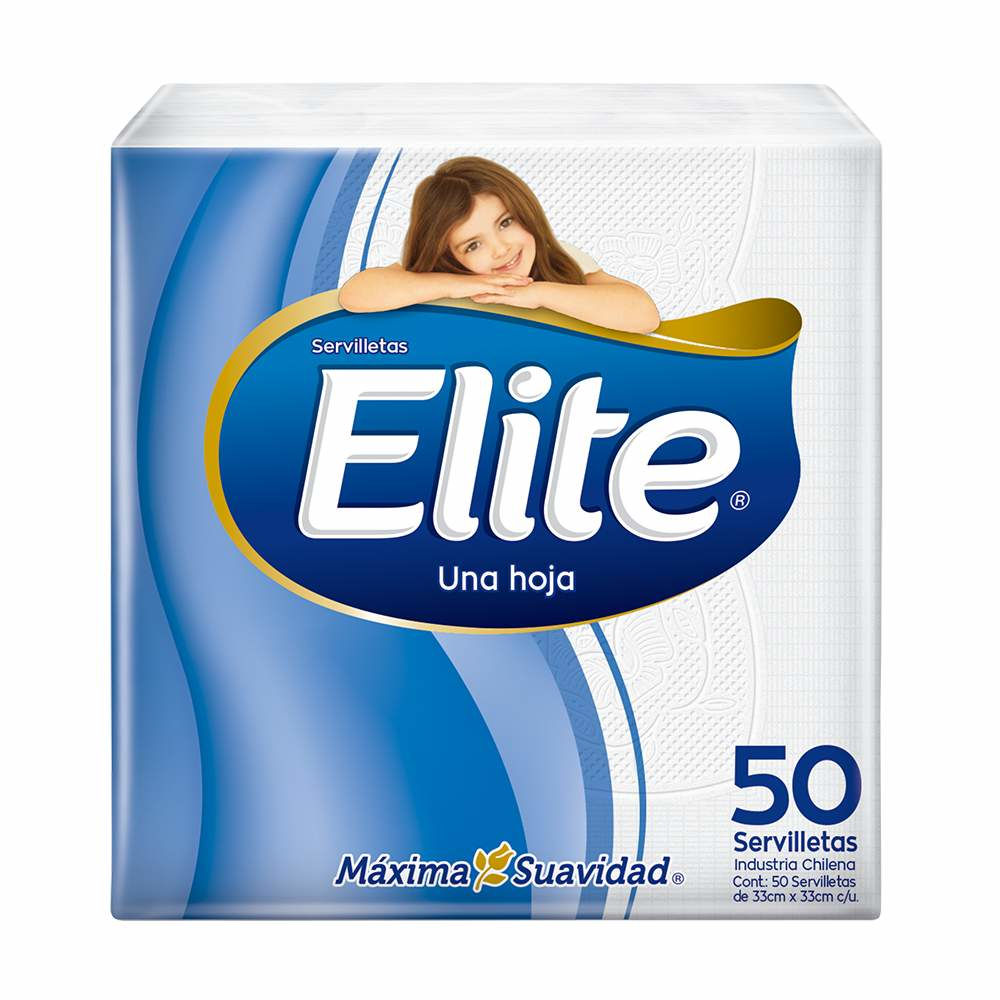 Servilletas
Elite®
Una hoja
50
Servilletas
Industria Chilena
Cont.: 50 Servilletas
de 33cm x 33cm c/u.
Máxima Suavidad®